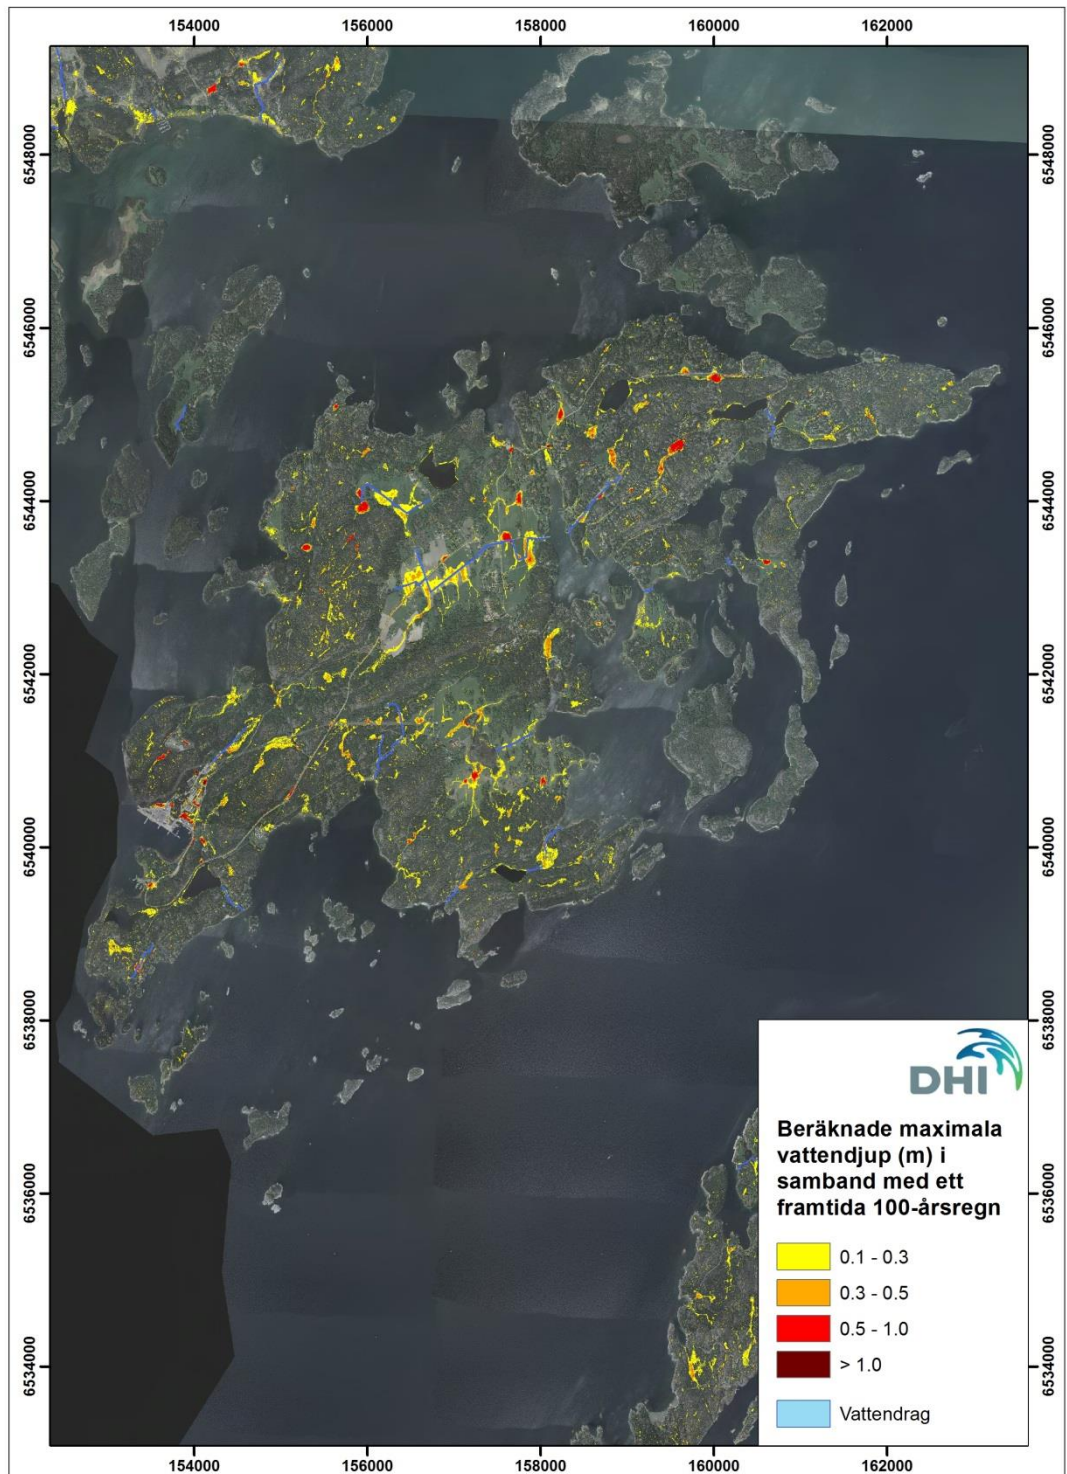 154000 156000 158000 160000 162000
6548000 6548000
6546000 6546000
6544000 6544000
6542000 6542000
6540000 6540000
6538000 6538000
6536000 6536000
6534000 6534000
DHI
Beräknade maximala
vattendjup (m) i
samband med ett
framtida 100-årsregn
0.1 - 0.3
0.3 - 0.5
0.5 - 1.0
> 1.0
Vattendrag
154000 156000 158000 160000 162000